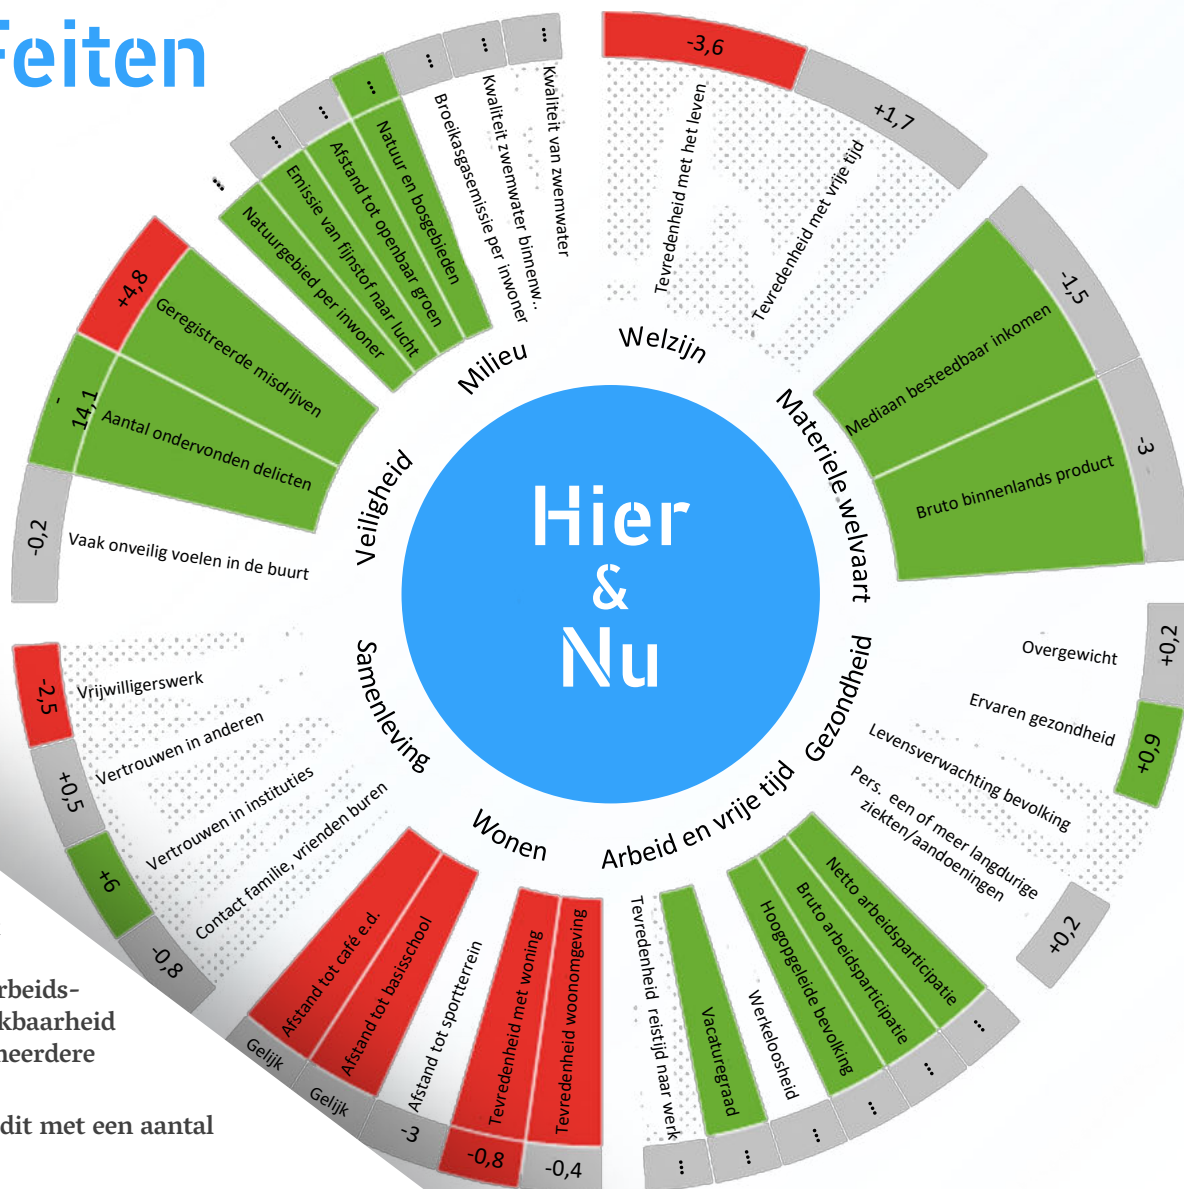 Feiten
Hier
&
Nu
Welzijn
-3,6
Tevredenheid met het leven
+1,7
Tevredenheid met vrije tijd
Materiele welvaart
-1,5
Mediaan besteedbaar inkomen
-3
Bruto binnenlands product
Gezondheid
+0,2
Overgewicht
+0,9
Ervaren gezondheid
Levensverwachting bevolking
+0,2
Pers. een of meer langdurige
ziekten/aandoeningen
Arbeid en vrije tijd
...
Netto arbeidsparticipatie
...
Bruto arbeidsparticipatie
...
Hoogopgeleide bevolking
...
Werkeloosheid
...
Vacaturegraad
...
Tevredenheid reistijd naar werk
Wonen
-0,4
Tevredenheid woonomgeving
-0,8
Tevredenheid met woning
-3
Afstand tot sportterrein
Gelijk
Afstand tot basisschool
Gelijk
Afstand tot café e.d.
Samenleving
-0,8
Contact familie, vrienden buren
+6
Vertrouwen in instituties
+0,5
Vertrouwen in anderen
-2,5
Vrijwilligerswerk
Veiligheid
-0,2
Vaak onveilig voelen in de buurt
-
14,1
Aantal ondervonden delicten
+4,8
Geregistreerde misdrijven
Milieu
...
Natuurgebied per inwoner
...
Emissie van fijnstof naar lucht
...
Afstand tot openbaar groen
...
Natuur en bosgebieden
...
Broeikasgasemissie per inwoner
...
Kwaliteit zwemwater binnenw..
...
Kwaliteit van zwemwater
rbeids-
kbaarheid
neerdere
dit met een aantal